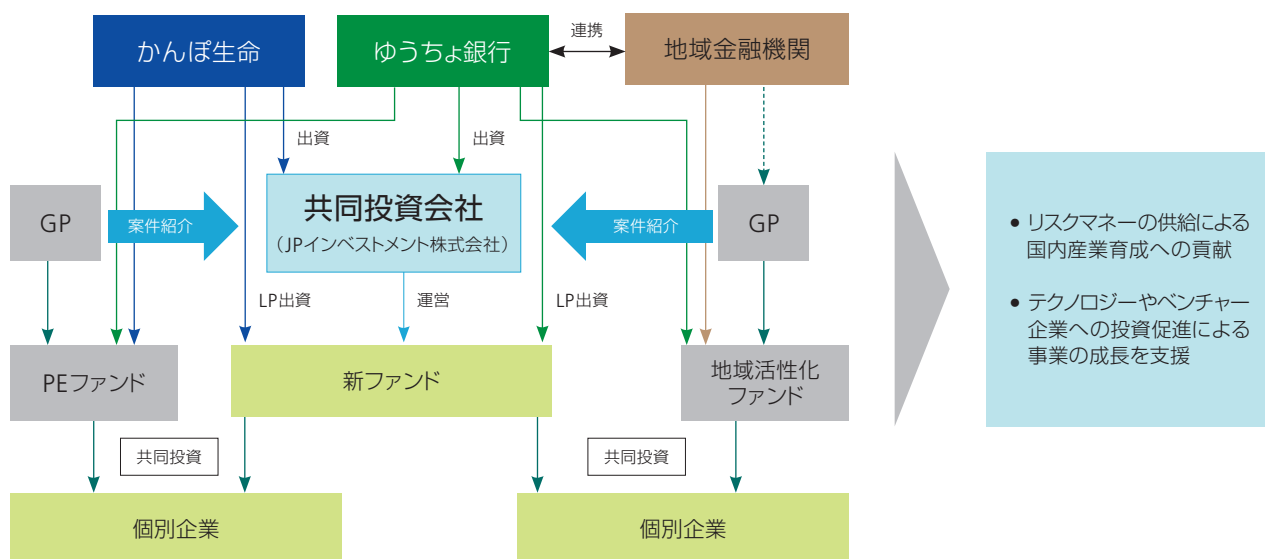 かんぽ生命
ゆうちょ銀行
連携
地域金融機関
出資
出資
GP
案件紹介
共同投資会社
（JPインベストメント株式会社）
案件紹介
GP
LP出資
運営
LP出資
PEファンド
新ファンド
地域活性化
ファンド
共同投資
共同投資
個別企業
個別企業
● リスクマネーの供給による
国内産業育成への貢献
● テクノロジーやベンチャー
企業への投資促進による
事業の成長を支援